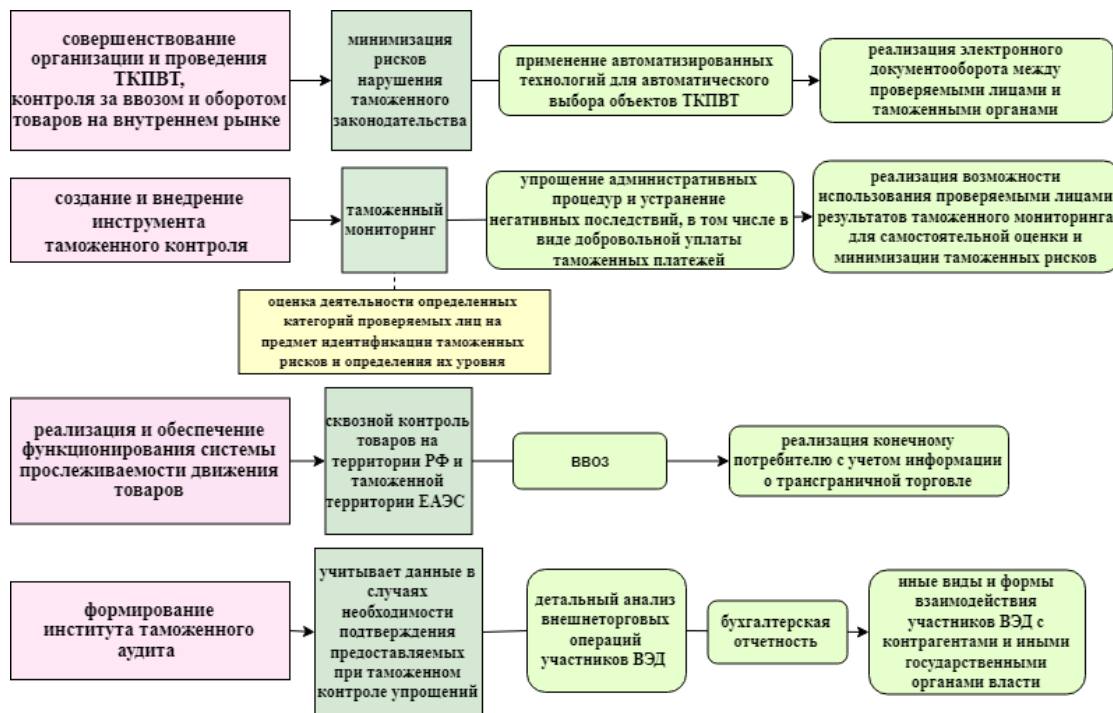 совершенствование
организации и проведения
ТКПВТ,
контроля за ввозом и оборотом
товаров на внутреннем рынке
минимизация
рисков
нарушения
таможенного
законодательства
применение автоматизированных
технологий для автоматического
выбора объектов ТКПВТ
реализация электронного
документооборота между
проверяемыми лицами и
таможенными органами
создание и внедрение
инструмента
таможенного контроля
таможенный
мониторинг
упрощение административных
процедур и устранение
негативных последствий, в том числе в
виде добровольной уплаты
таможенных платежей
реализация возможности
использования проверяемыми лицами
результатов таможенного мониторинга
для самостоятельной оценки и
минимизации таможенных рисков
оценка деятельности определенных
категорий проверяемых лиц на
предмет идентификации таможенных
рисков и определения их уровня
реализация и обеспечение
функционирования системы
прослеживаемости движения
товаров
сквозной контроль
товаров на
территории РФ и
таможенной
территории ЕАЭС
ВВОЗ
реализация конечному
потребителю с учетом информации
о трансграничной торговле
формирование
института таможенного
аудита
учитывает данные в
случаях
необходимости
подтверждения
предоставляемых
при таможенном
контроле упрощений
детальный анализ
внешнеторговых
операций
участников ВЭД
бухгалтерская
отчетность
иные виды и формы
взаимодействия
участников ВЭД с
контрагентами и иными
государственными
органами власти